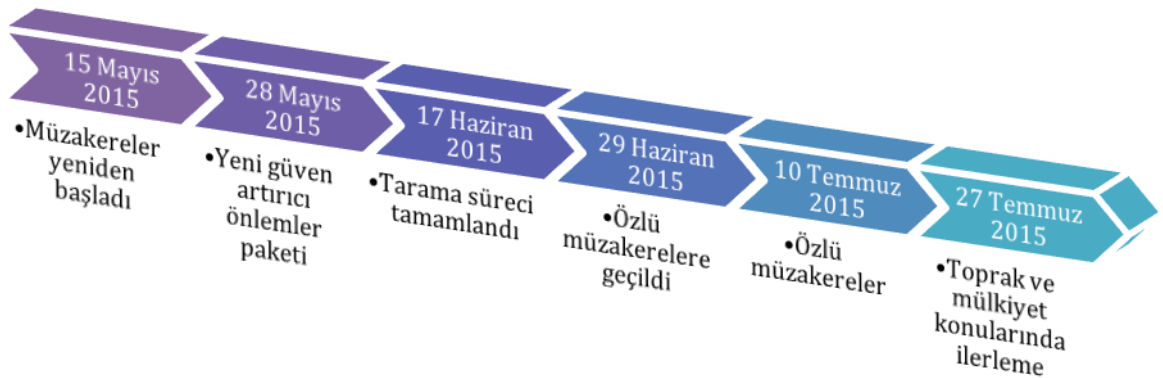 15 Mayıs
2015
•Müzakereler
yeniden
başladı
28 Mayıs
2015
•Yeni güven
artırıcı
önlemler
paketi
17 Haziran
2015
•Tarama süreci
tamamlandı
29 Haziran
2015
•Özlü
müzakerelere
geçildi
10 Temmuz
2015
•Özlü
müzakereler
27 Temmuz
2015
•Toprak ve
mülkiyet
konularında
ilerleme